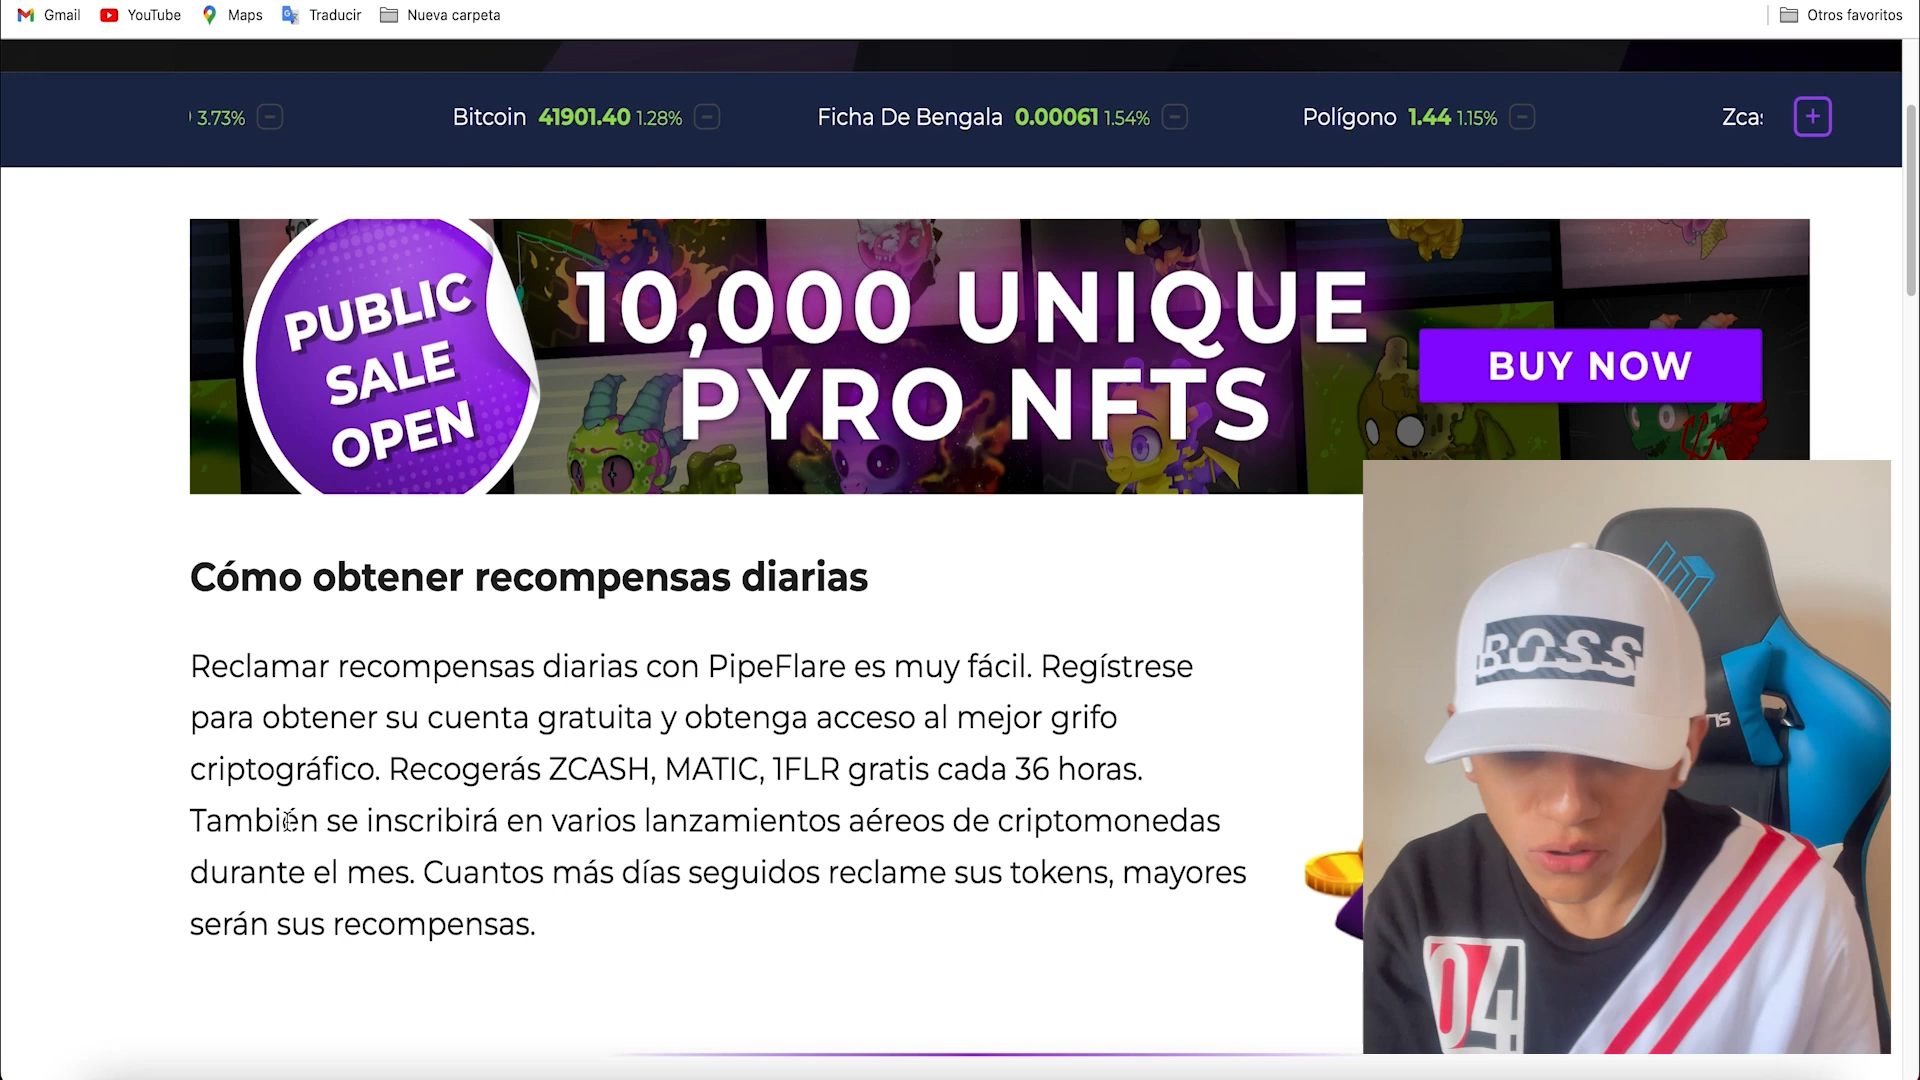 Gmail YouTube Maps Traducir Nueva carpeta Otros favoritos
3.73% Bitcoin 41901.40 1.28% Ficha De Bengala 0.00061 1.54% Polígono 1.44 1.15% Zcas
PUBLIC
SALE
OPEN
10,000 UNIQUE
PYRO NFTS
BUY NOW
Cómo obtener recompensas diarias
Reclamar recompensas diarias con PipeFlare es muy fácil. Regístrese
para obtener su cuenta gratuita y obtenga acceso al mejor grifo
criptográfico. Recogerás ZCASH, MATIC, 1FLR gratis cada 36 horas.
También se inscribirá en varios lanzamientos aéreos de criptomonedas
durante el mes. Cuantos más días seguidos reclame sus tokens, mayores
serán sus recompensas.
BOSS
04